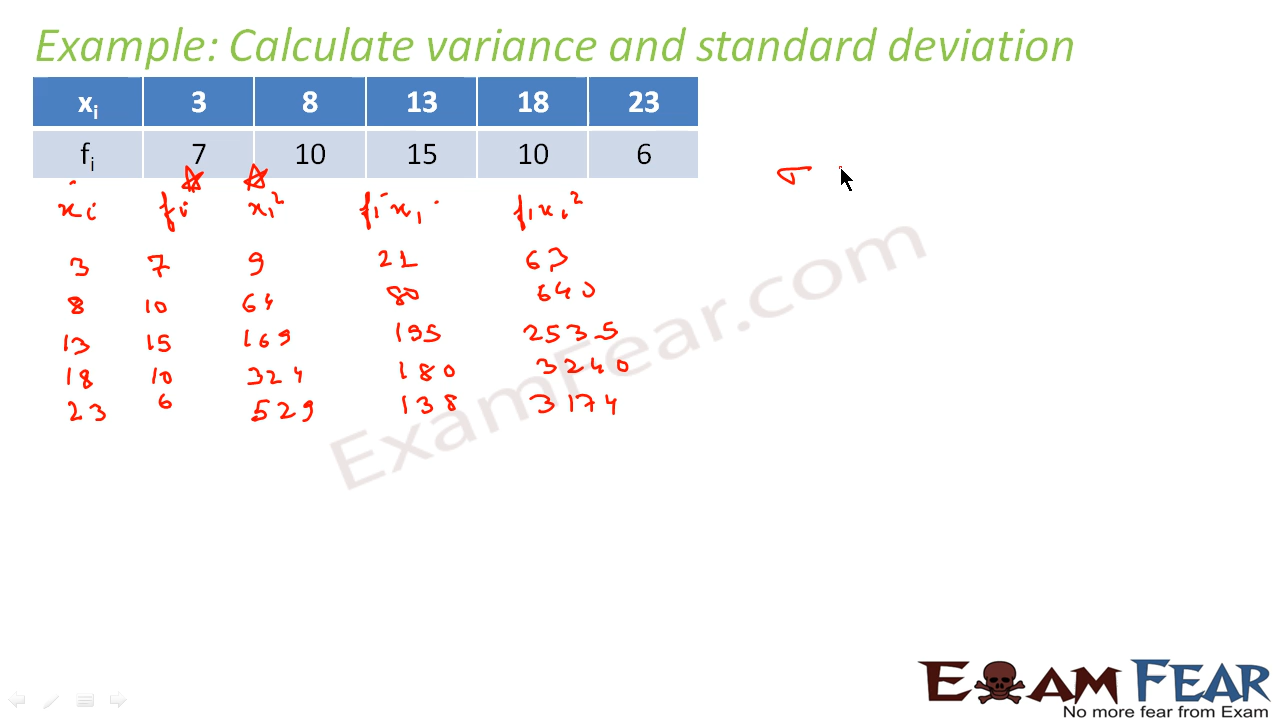 Example: Calculate variance and standard deviation
xᵢ 3 8 13 18 23
fᵢ 7 10 15 10 6
xᵢ fᵢ xᵢ² fᵢxᵢ fᵢxᵢ²
σ
3 7 9 21 63
8 10 64 80 640
13 15 169 195 2535
18 10 324 180 3240
23 6 529 138 3174
ExamFear.com
EXAM FEAR
No more fear from Exam